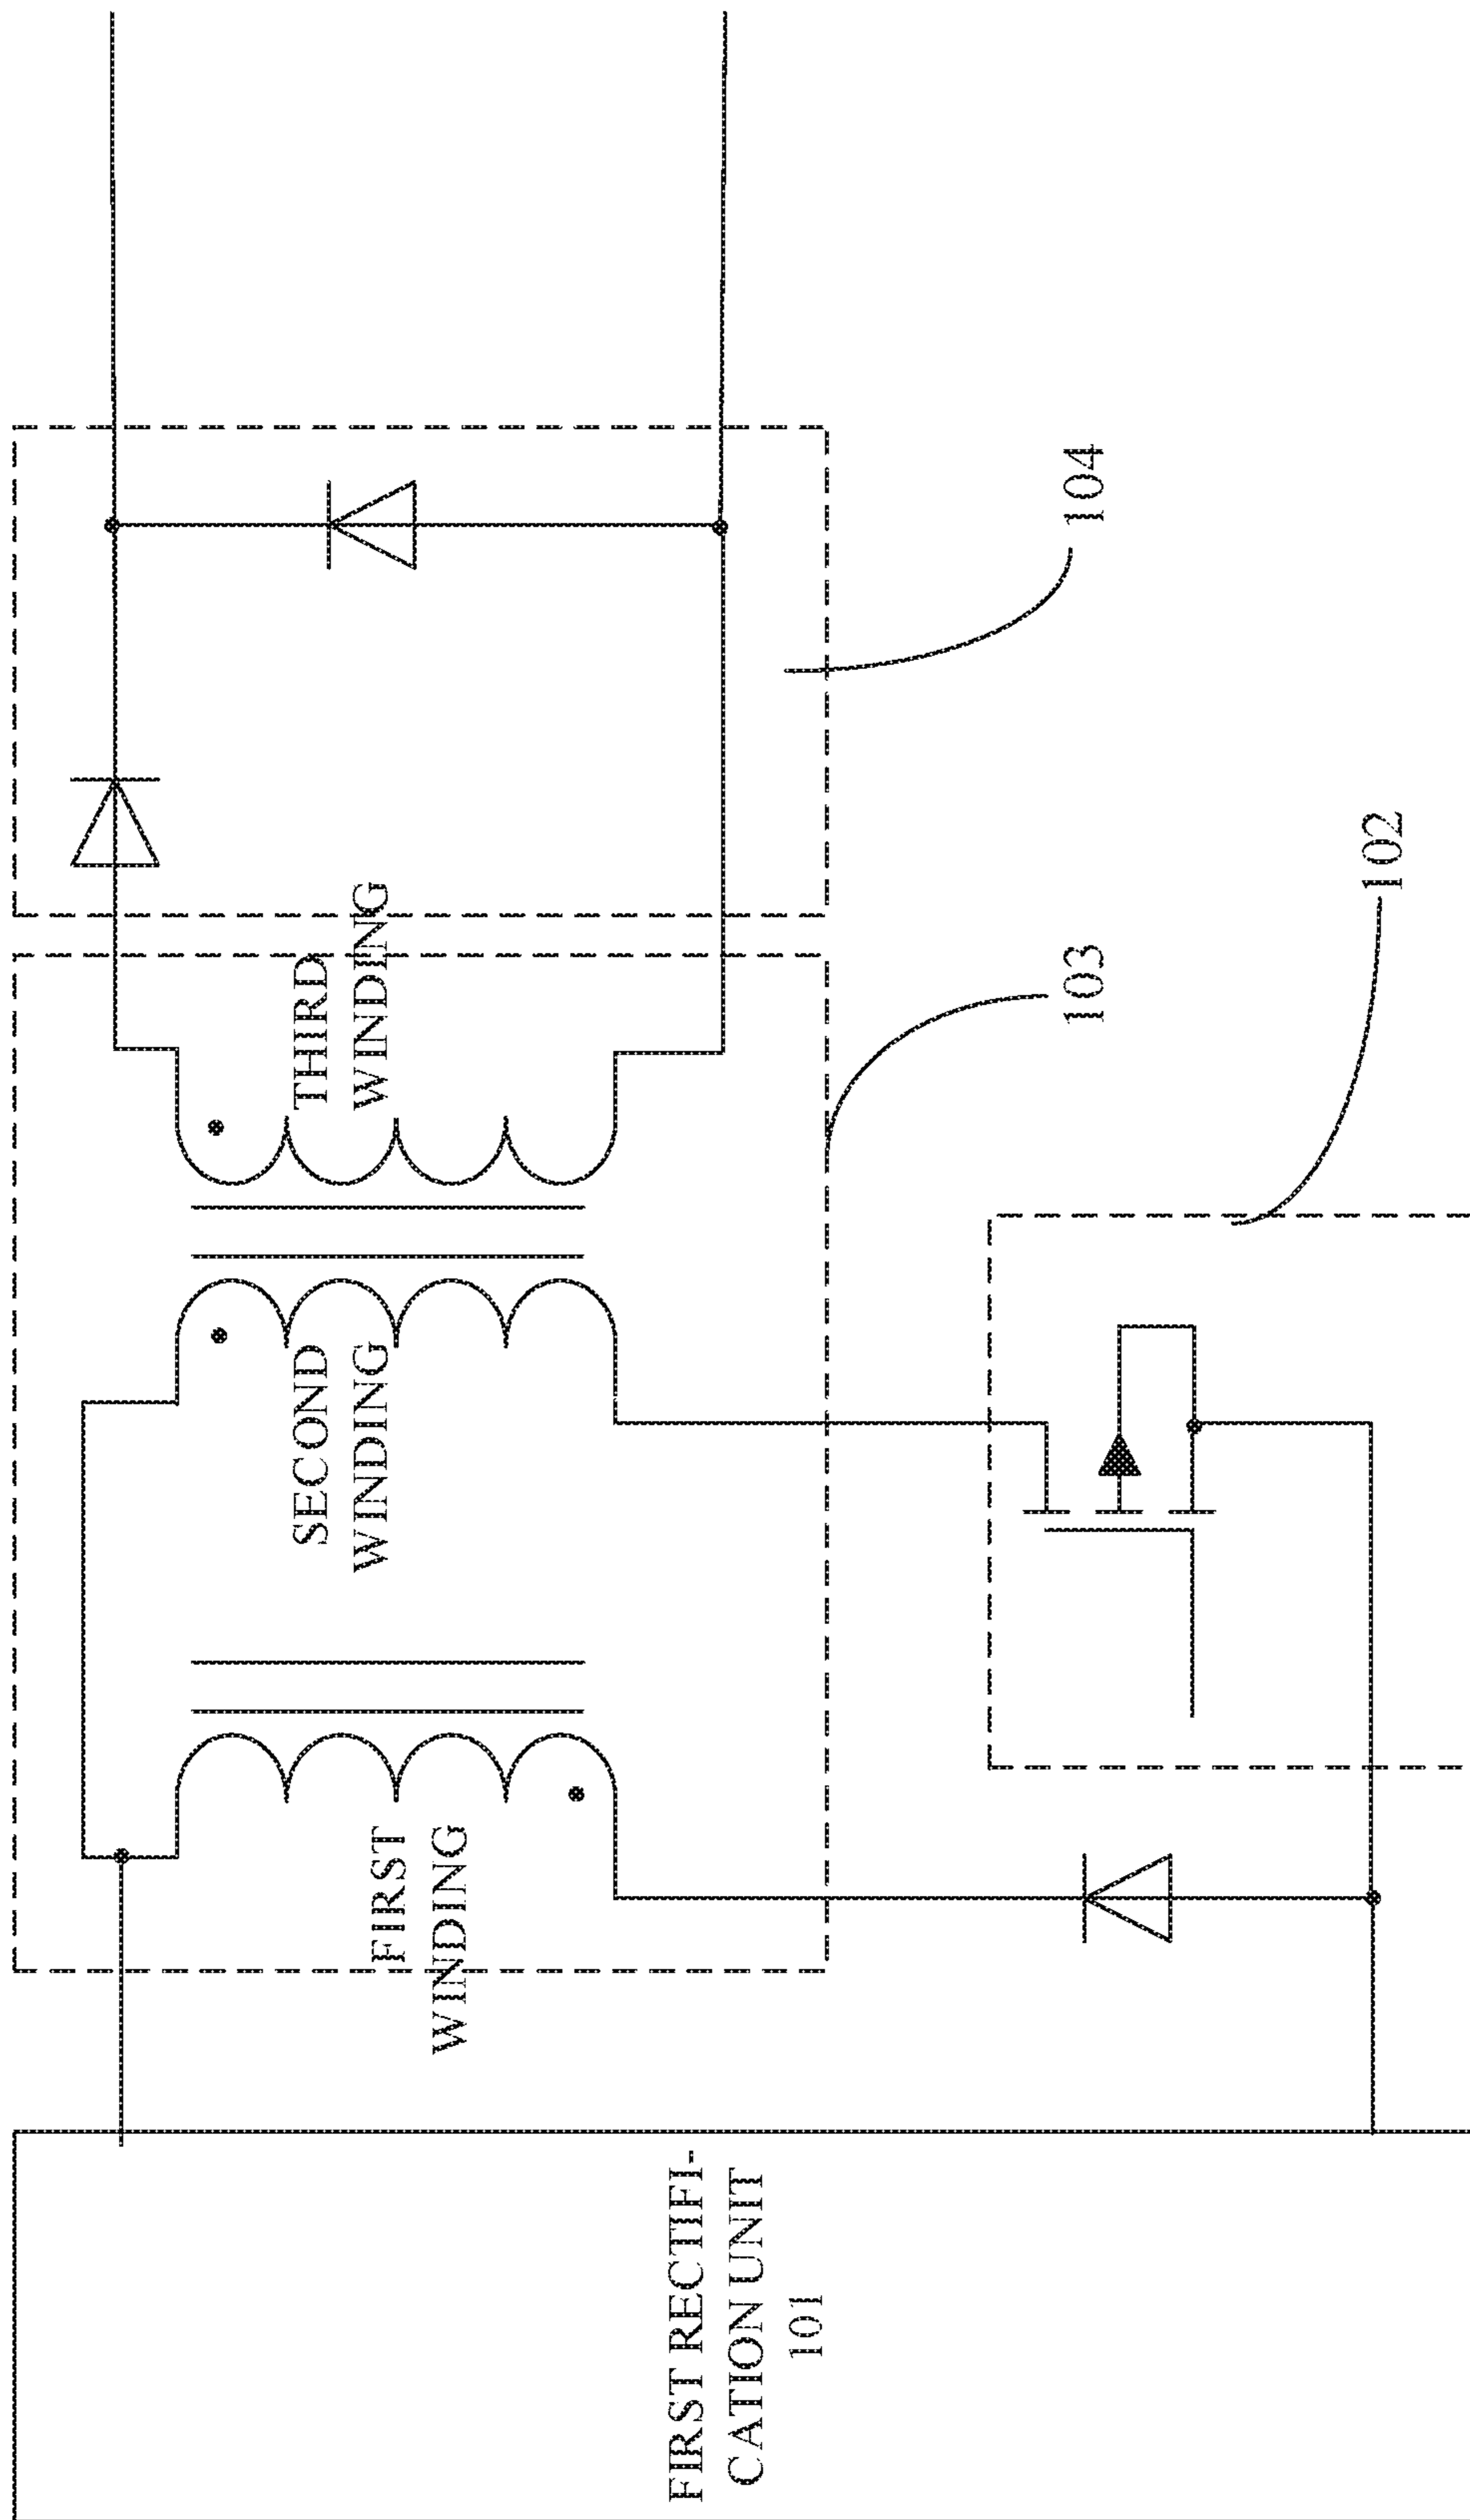 FIRST RECTIFI-
CATION UNIT
101
FIRST
WINDING
SECOND
WINDING
THIRD
WINDING
103
104
102